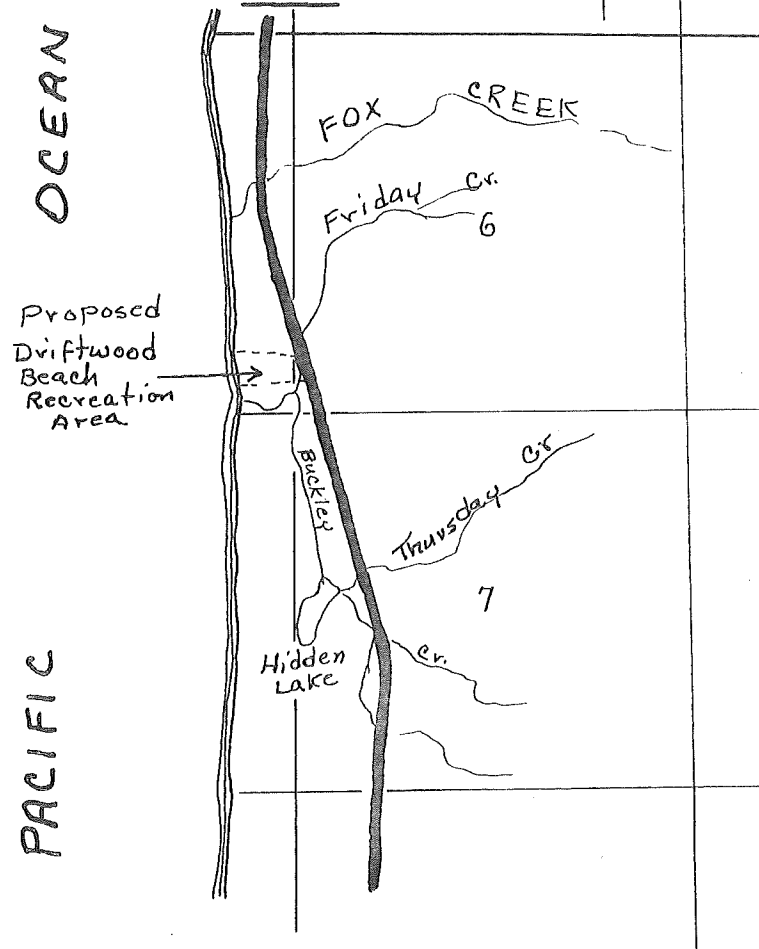 OCEAN
FOX CREEK
Friday Cr.
6
Proposed
Driftwood
Beach
Recreation
Area
Buckley
Thursday Cr
7
Hidden
Lake
Cr.
PACIFIC